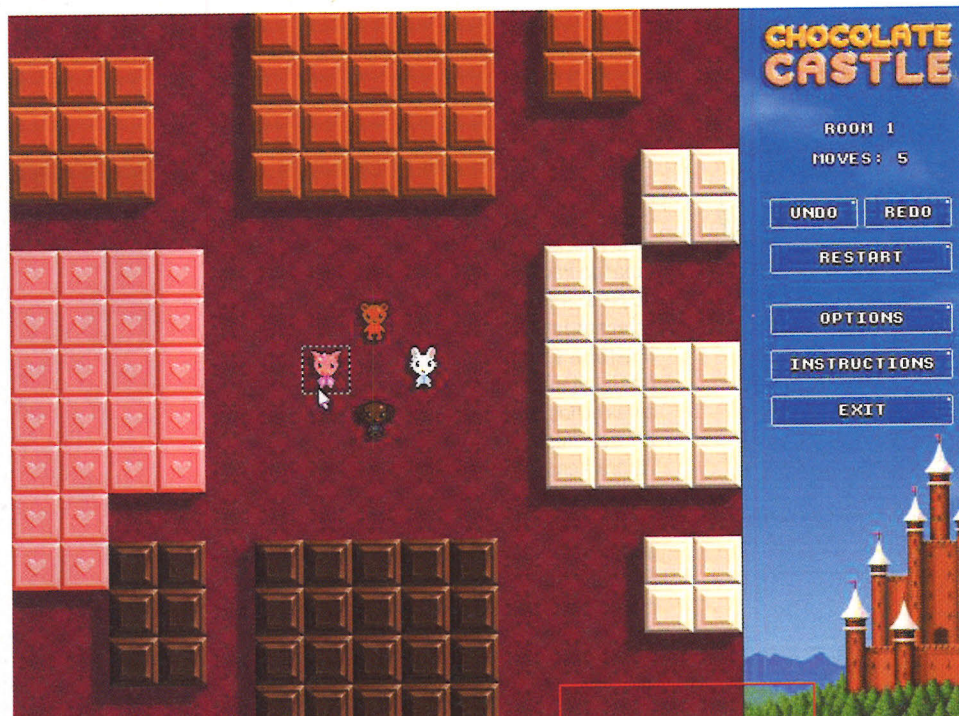 CHOCOLATE
CASTLE
ROOM 1
MOVES: 5
UNDO REDO
RESTART
OPTIONS
INSTRUCTIONS
EXIT